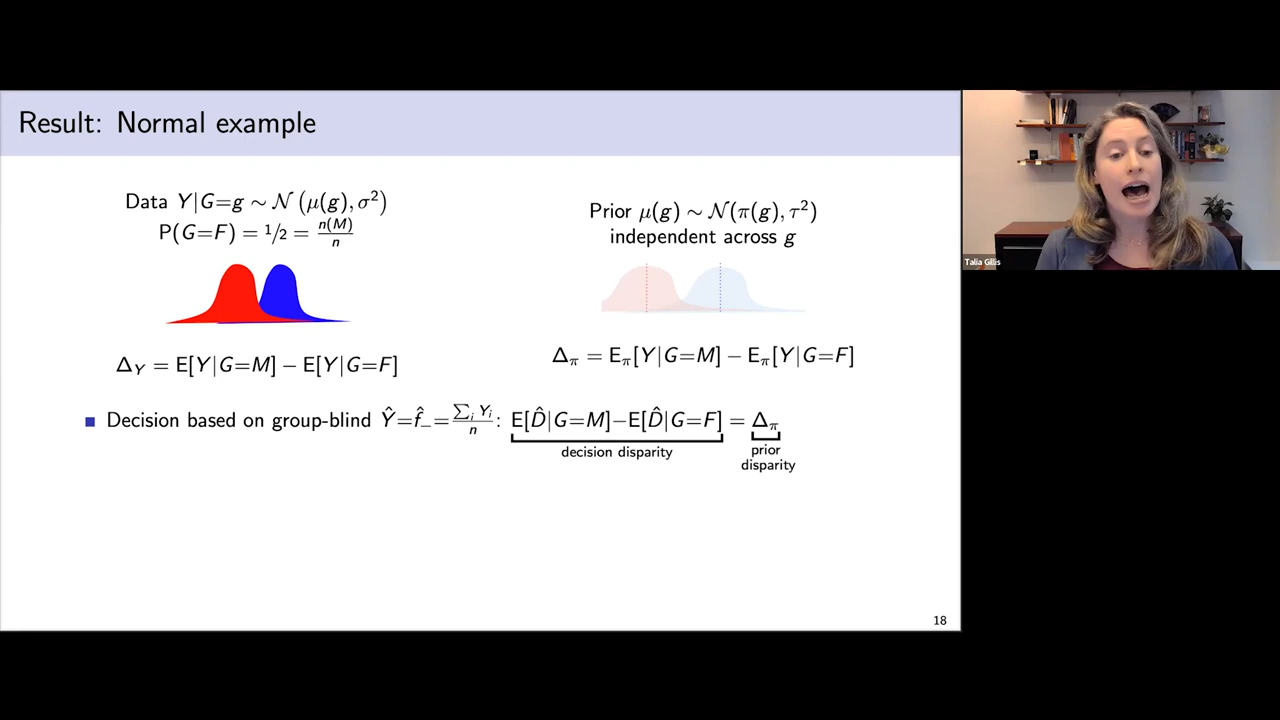 Result: Normal example
Data Y|G=g ∼ 𝒩 (μ(g), σ²)
P(G=F) = 1/2 = n(M)/n
Prior μ(g) ∼ 𝒩(π(g), τ²)
independent across g
Δ_Y = E[Y|G=M] − E[Y|G=F]
Δ_π = E_π[Y|G=M] − E_π[Y|G=F]
■ Decision based on group-blind Ŷ=f̂_−=∑_i Y_i/n: E[D̂|G=M]−E[D̂|G=F] = Δ_π
decision disparity
prior
disparity
18
Talia Gillis